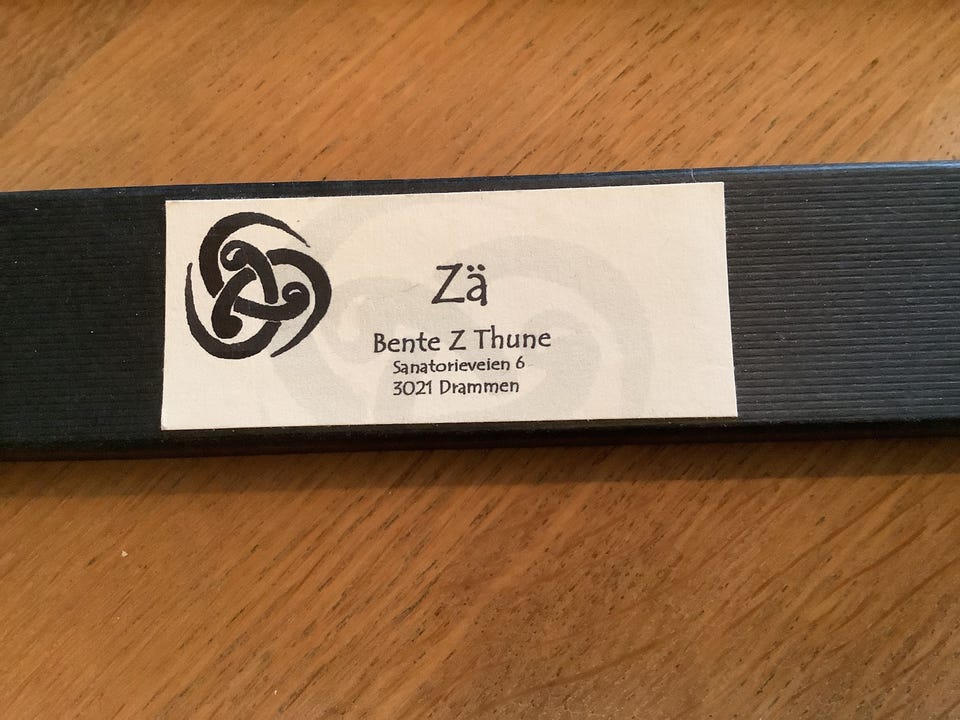 Zä
Bente Z Thune
Sanatorieveien 6
3021 Drammen